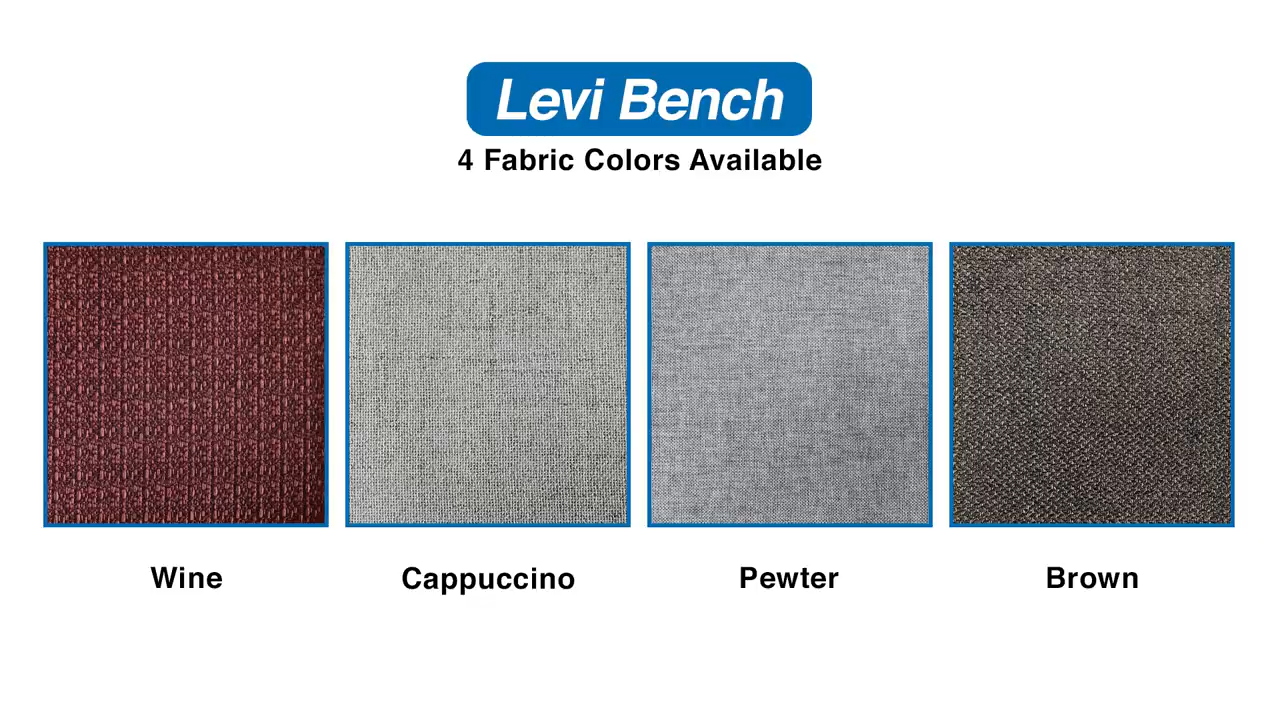 Levi Bench
4 Fabric Colors Available
Wine
Cappuccino
Pewter
Brown